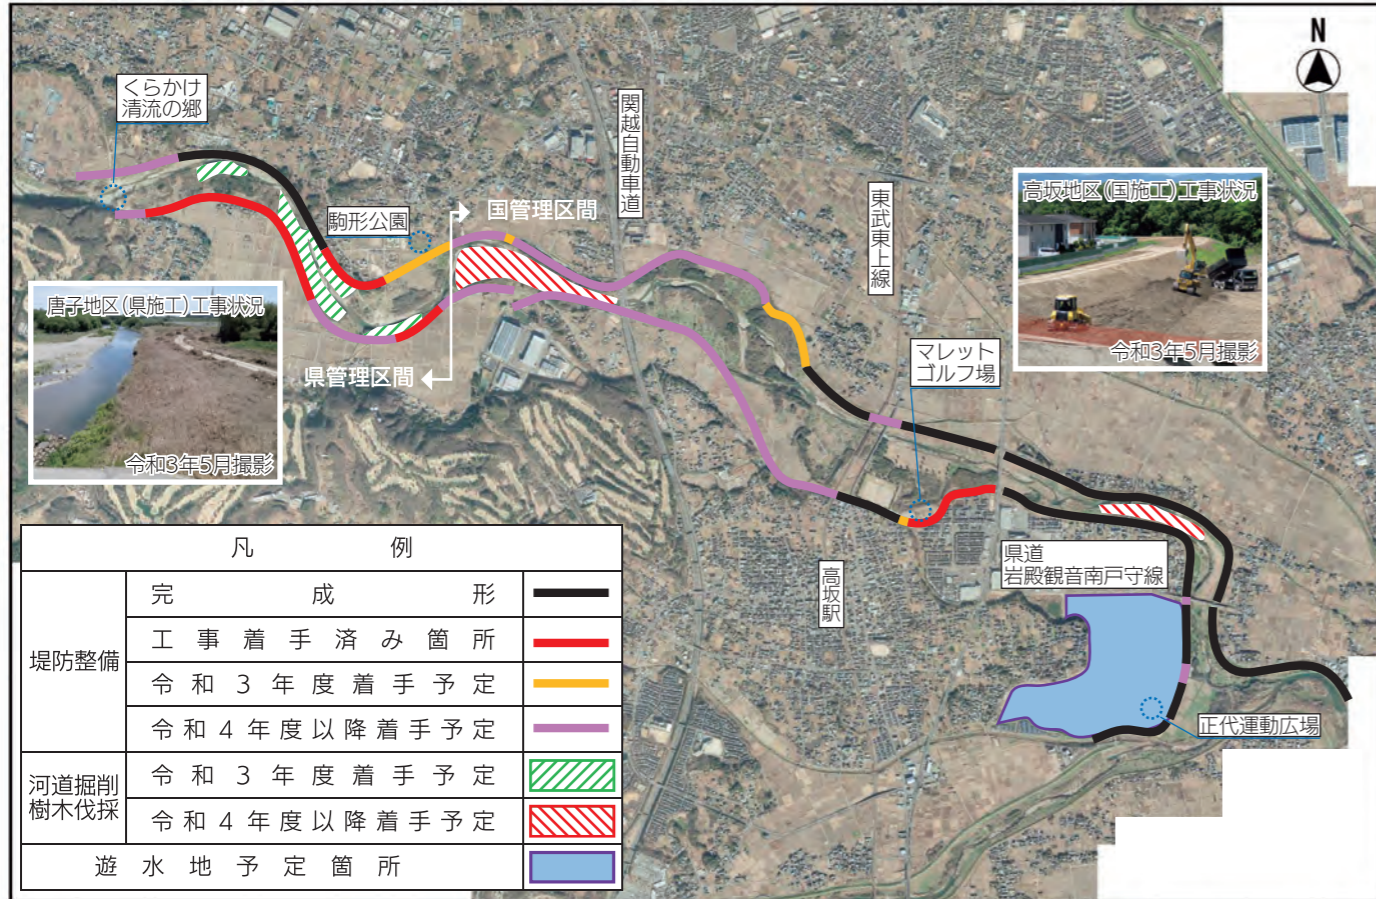 N
くらかけ
清流の郷
関越自動車道
東武東上線
高坂地区(国施工)工事状況
令和3年5月撮影
駒形公園
国管理区間
県管理区間
唐子地区(県施工)工事状況
令和3年5月撮影
マレット
ゴルフ場
高坂駅
県道
岩殿観音南戸守線
正代運動広場
凡例
堤防整備
完成形
工事着手済み箇所
令和3年度着手予定
令和4年度以降着手予定
河道掘削
樹木伐採
令和3年度着手予定
令和4年度以降着手予定
遊水地予定箇所